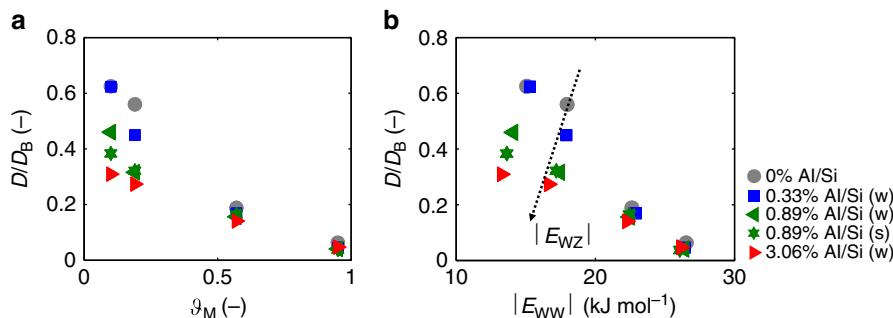 a
0.8
0.6
0.4
0.2
0
D/D_B (–)
0
0.5
1
ϑ_M (–)
b
0.8
0.6
0.4
0.2
0
D/D_B (–)
10
20
30
|E_WW| (kJ mol⁻¹)
|E_WZ|
0% Al/Si
0.33% Al/Si (w)
0.89% Al/Si (w)
0.89% Al/Si (s)
3.06% Al/Si (w)